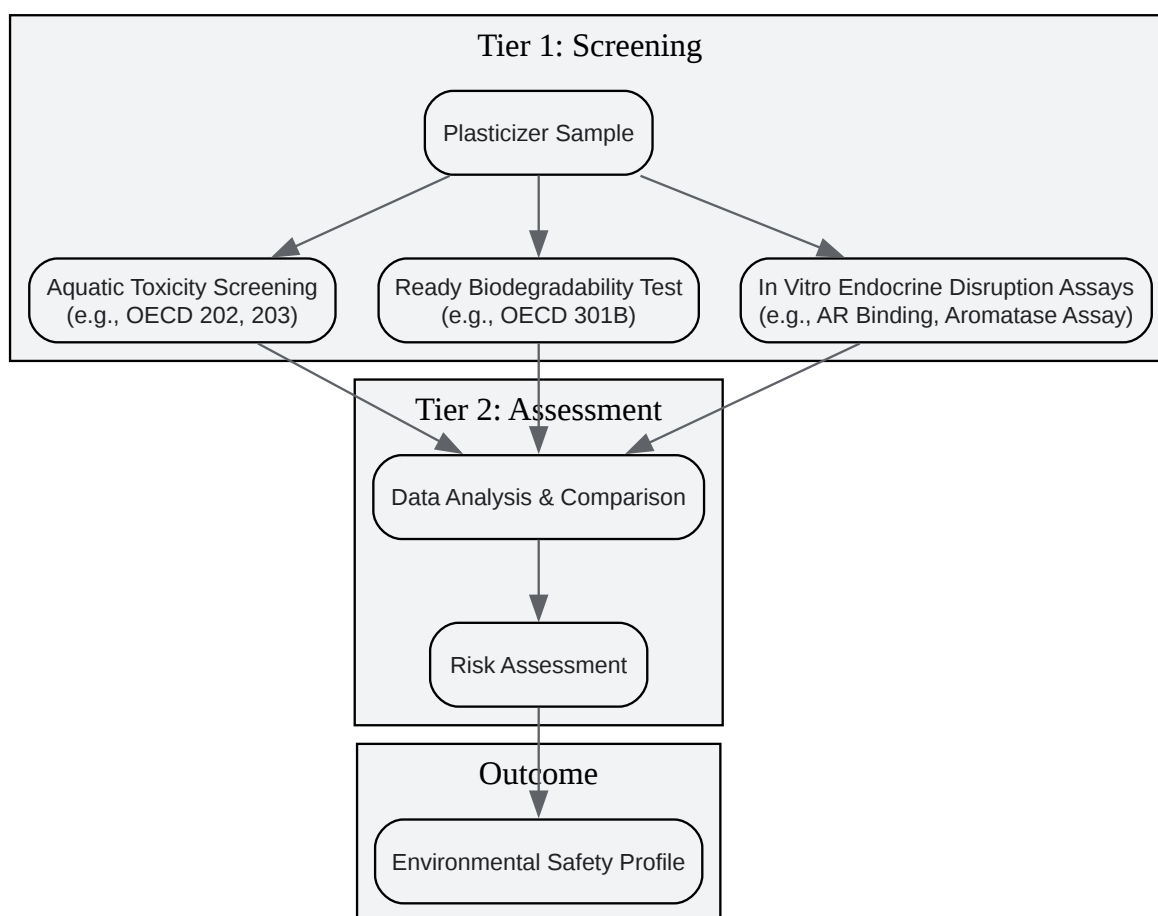 Tier 1: Screening
Plasticizer Sample
Aquatic Toxicity Screening
(e.g., OECD 202, 203)
Ready Biodegradability Test
(e.g., OECD 301B)
In Vitro Endocrine Disruption Assays
(e.g., AR Binding, Aromatase Assay)
Tier 2: Assessment
Data Analysis & Comparison
Risk Assessment
Outcome
Environmental Safety Profile